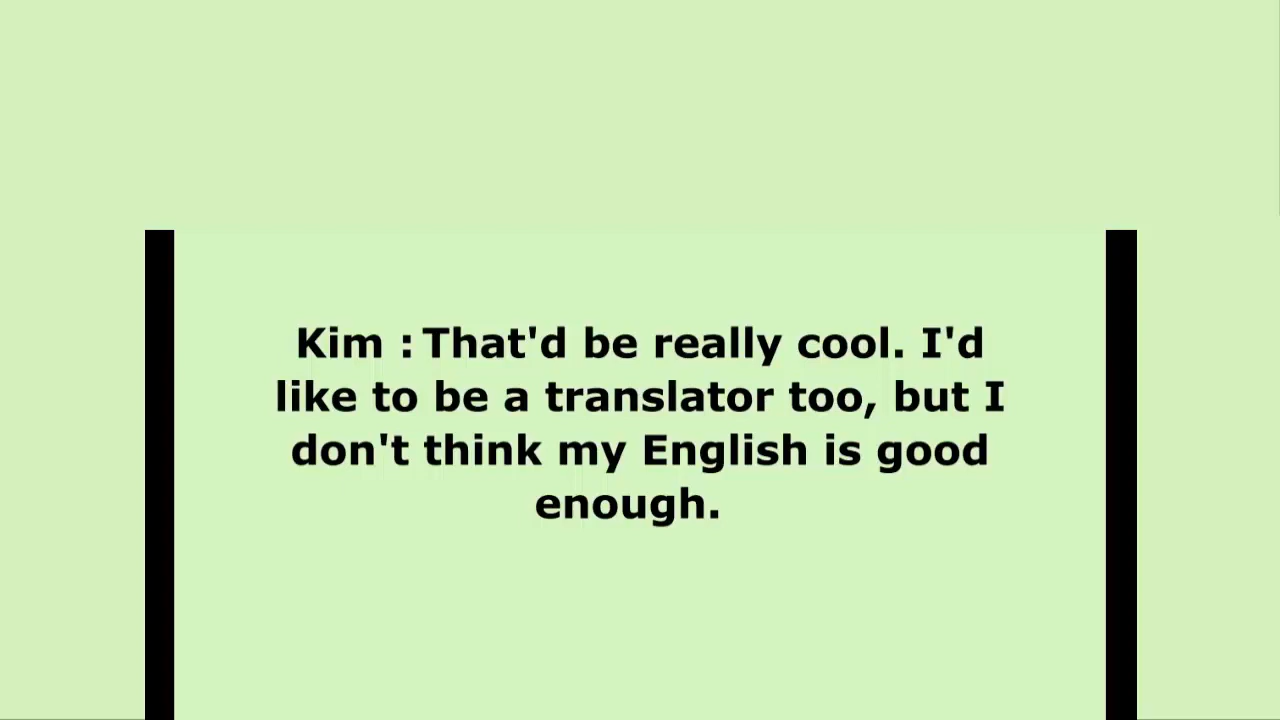 Kim : That'd be really cool. I'd
like to be a translator too, but I
don't think my English is good
enough.